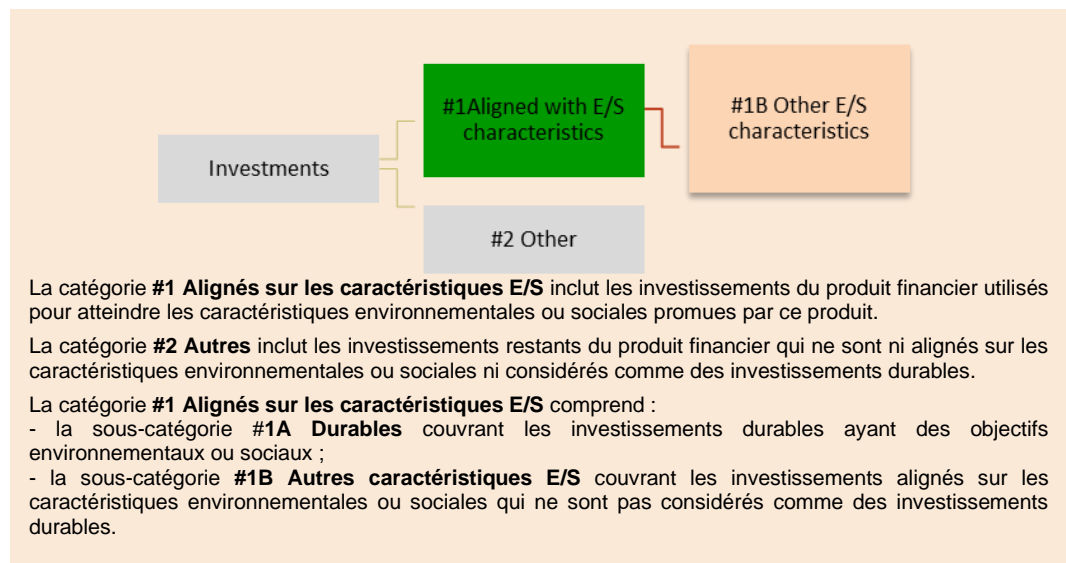 #1Aligned with E/S
characteristics
#1B Other E/S
characteristics
Investments
#2 Other
La catégorie #1 Alignés sur les caractéristiques E/S inclut les investissements du produit financier utilisés
pour atteindre les caractéristiques environnementales ou sociales promues par ce produit.
La catégorie #2 Autres inclut les investissements restants du produit financier qui ne sont ni alignés sur les
caractéristiques environnementales ou sociales ni considérés comme des investissements durables.
La catégorie #1 Alignés sur les caractéristiques E/S comprend :
- la sous-catégorie #1A Durables couvrant les investissements durables ayant des objectifs
environnementaux ou sociaux ;
- la sous-catégorie #1B Autres caractéristiques E/S couvrant les investissements alignés sur les
caractéristiques environnementales ou sociales qui ne sont pas considérés comme des investissements
durables.